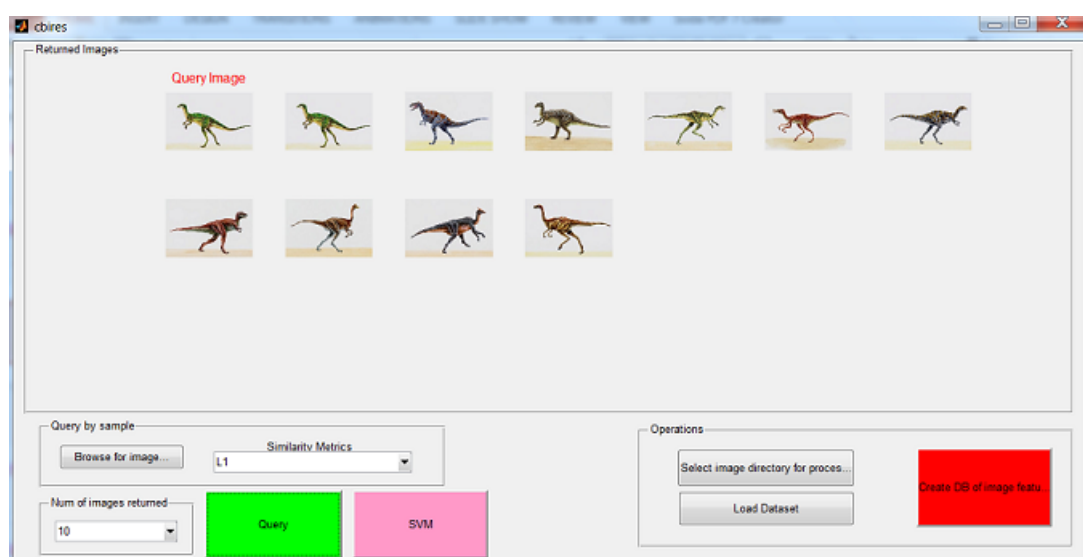 cbires
Returned Images
Query Image
Query by sample
Browse for image...
Similarity Metrics
L1
Num of images returned
10
Query
SVM
Operations
Select image directory for proces...
Load Dataset
Create DB of image featu...